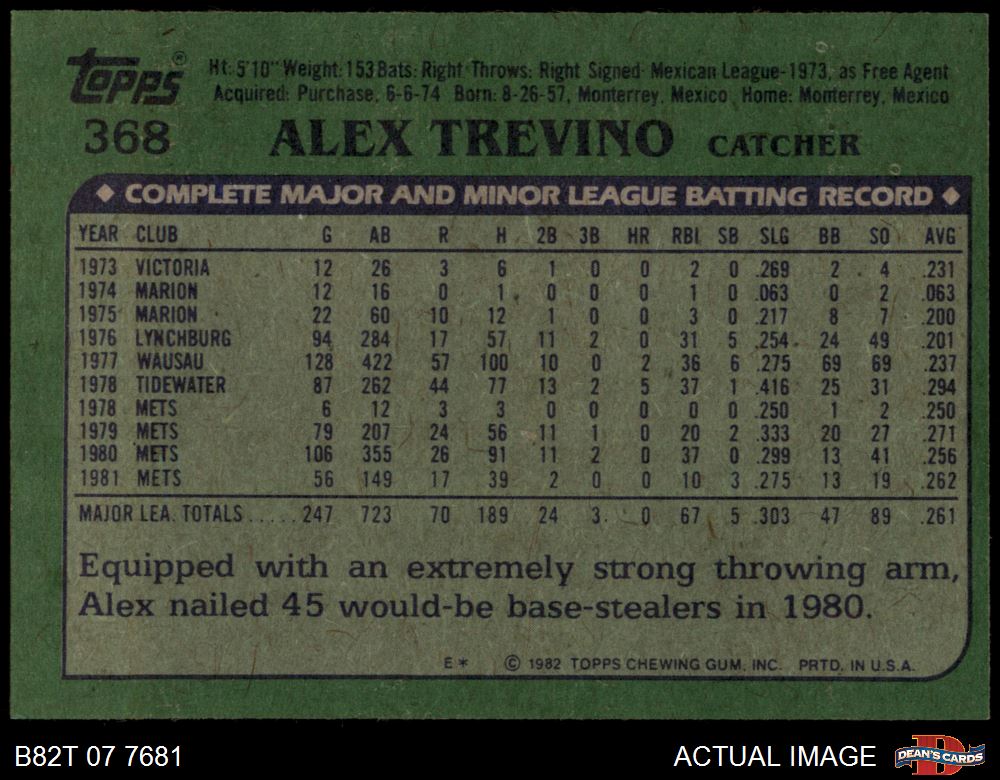 TOPPS®
Ht: 5'10" Weight: 153 Bats: Right Throws: Right Signed: Mexican League-1973, as Free Agent
Acquired: Purchase, 6-6-74 Born: 8-26-57, Monterrey, Mexico Home: Monterrey, Mexico
368 ALEX TREVINO CATCHER
◆ COMPLETE MAJOR AND MINOR LEAGUE BATTING RECORD ◆
YEAR CLUB G AB R H 2B 3B HR RBI SB SLG BB SO AVG
1973 VICTORIA 12 26 3 6 1 0 0 2 0 .269 2 4 .231
1974 MARION 12 16 0 1 0 0 0 1 0 .063 0 2 .063
1975 MARION 22 60 10 12 1 0 0 3 0 .217 8 7 .200
1976 LYNCHBURG 94 284 17 57 11 2 0 31 5 .254 24 49 .201
1977 WAUSAU 128 422 57 100 10 0 2 36 6 .275 69 69 .237
1978 TIDEWATER 87 262 44 77 13 2 5 37 1 .416 25 31 .294
1978 METS 6 12 3 3 0 0 0 0 0 .250 1 2 .250
1979 METS 79 207 24 56 11 1 0 20 2 .333 20 27 .271
1980 METS 106 355 26 91 11 2 0 37 0 .299 13 41 .256
1981 METS 56 149 17 39 2 0 0 10 3 .275 13 19 .262
MAJOR LEA. TOTALS ..... 247 723 70 189 24 3 0 67 5 .303 47 89 .261
Equipped with an extremely strong throwing arm,
Alex nailed 45 would-be base-stealers in 1980.
E* © 1982 TOPPS CHEWING GUM, INC. PRTD. IN U.S.A.
B82T 07 7681 ACTUAL IMAGE DEAN'S CARDS